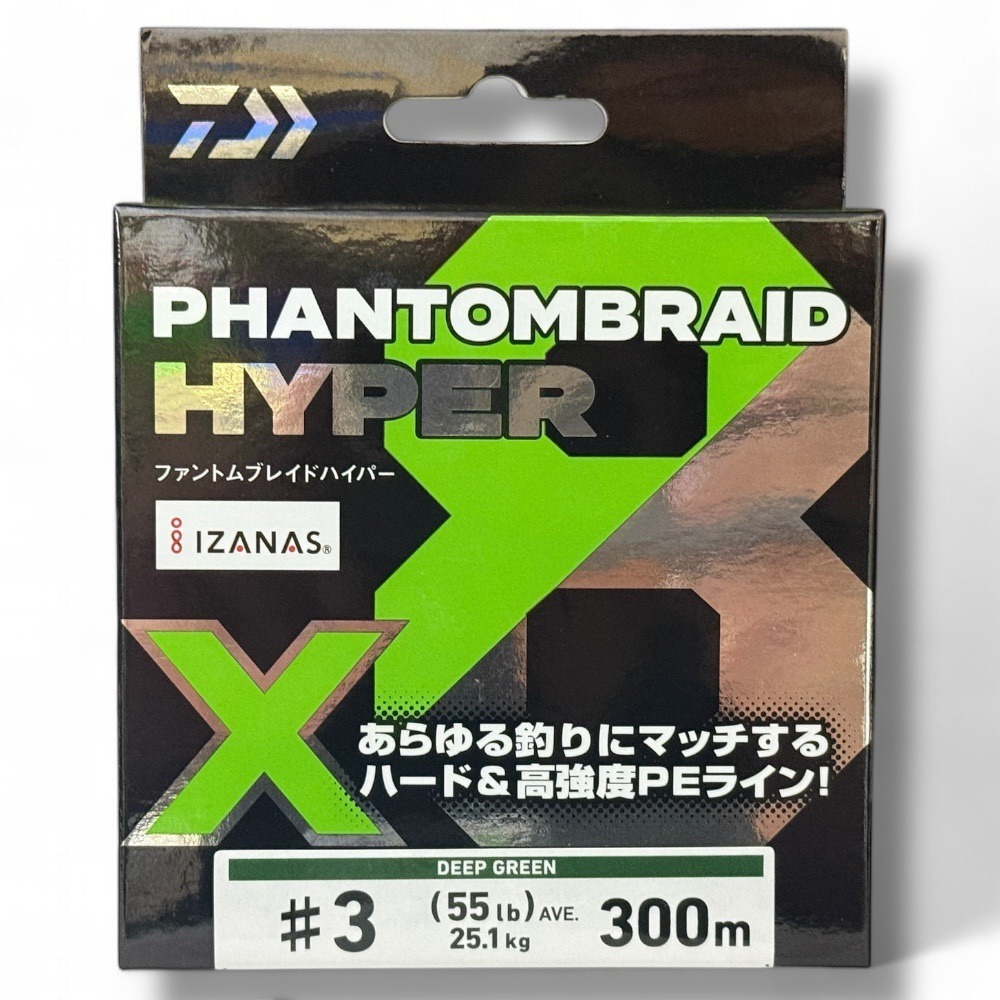 PHANTOMBRAID
HYPER
ファントムブレイドハイパー
IZANAS®
X8
あらゆる釣りにマッチする
ハード&高強度PEライン!
DEEP GREEN
#3 (55lb)AVE. 300m
25.1kg